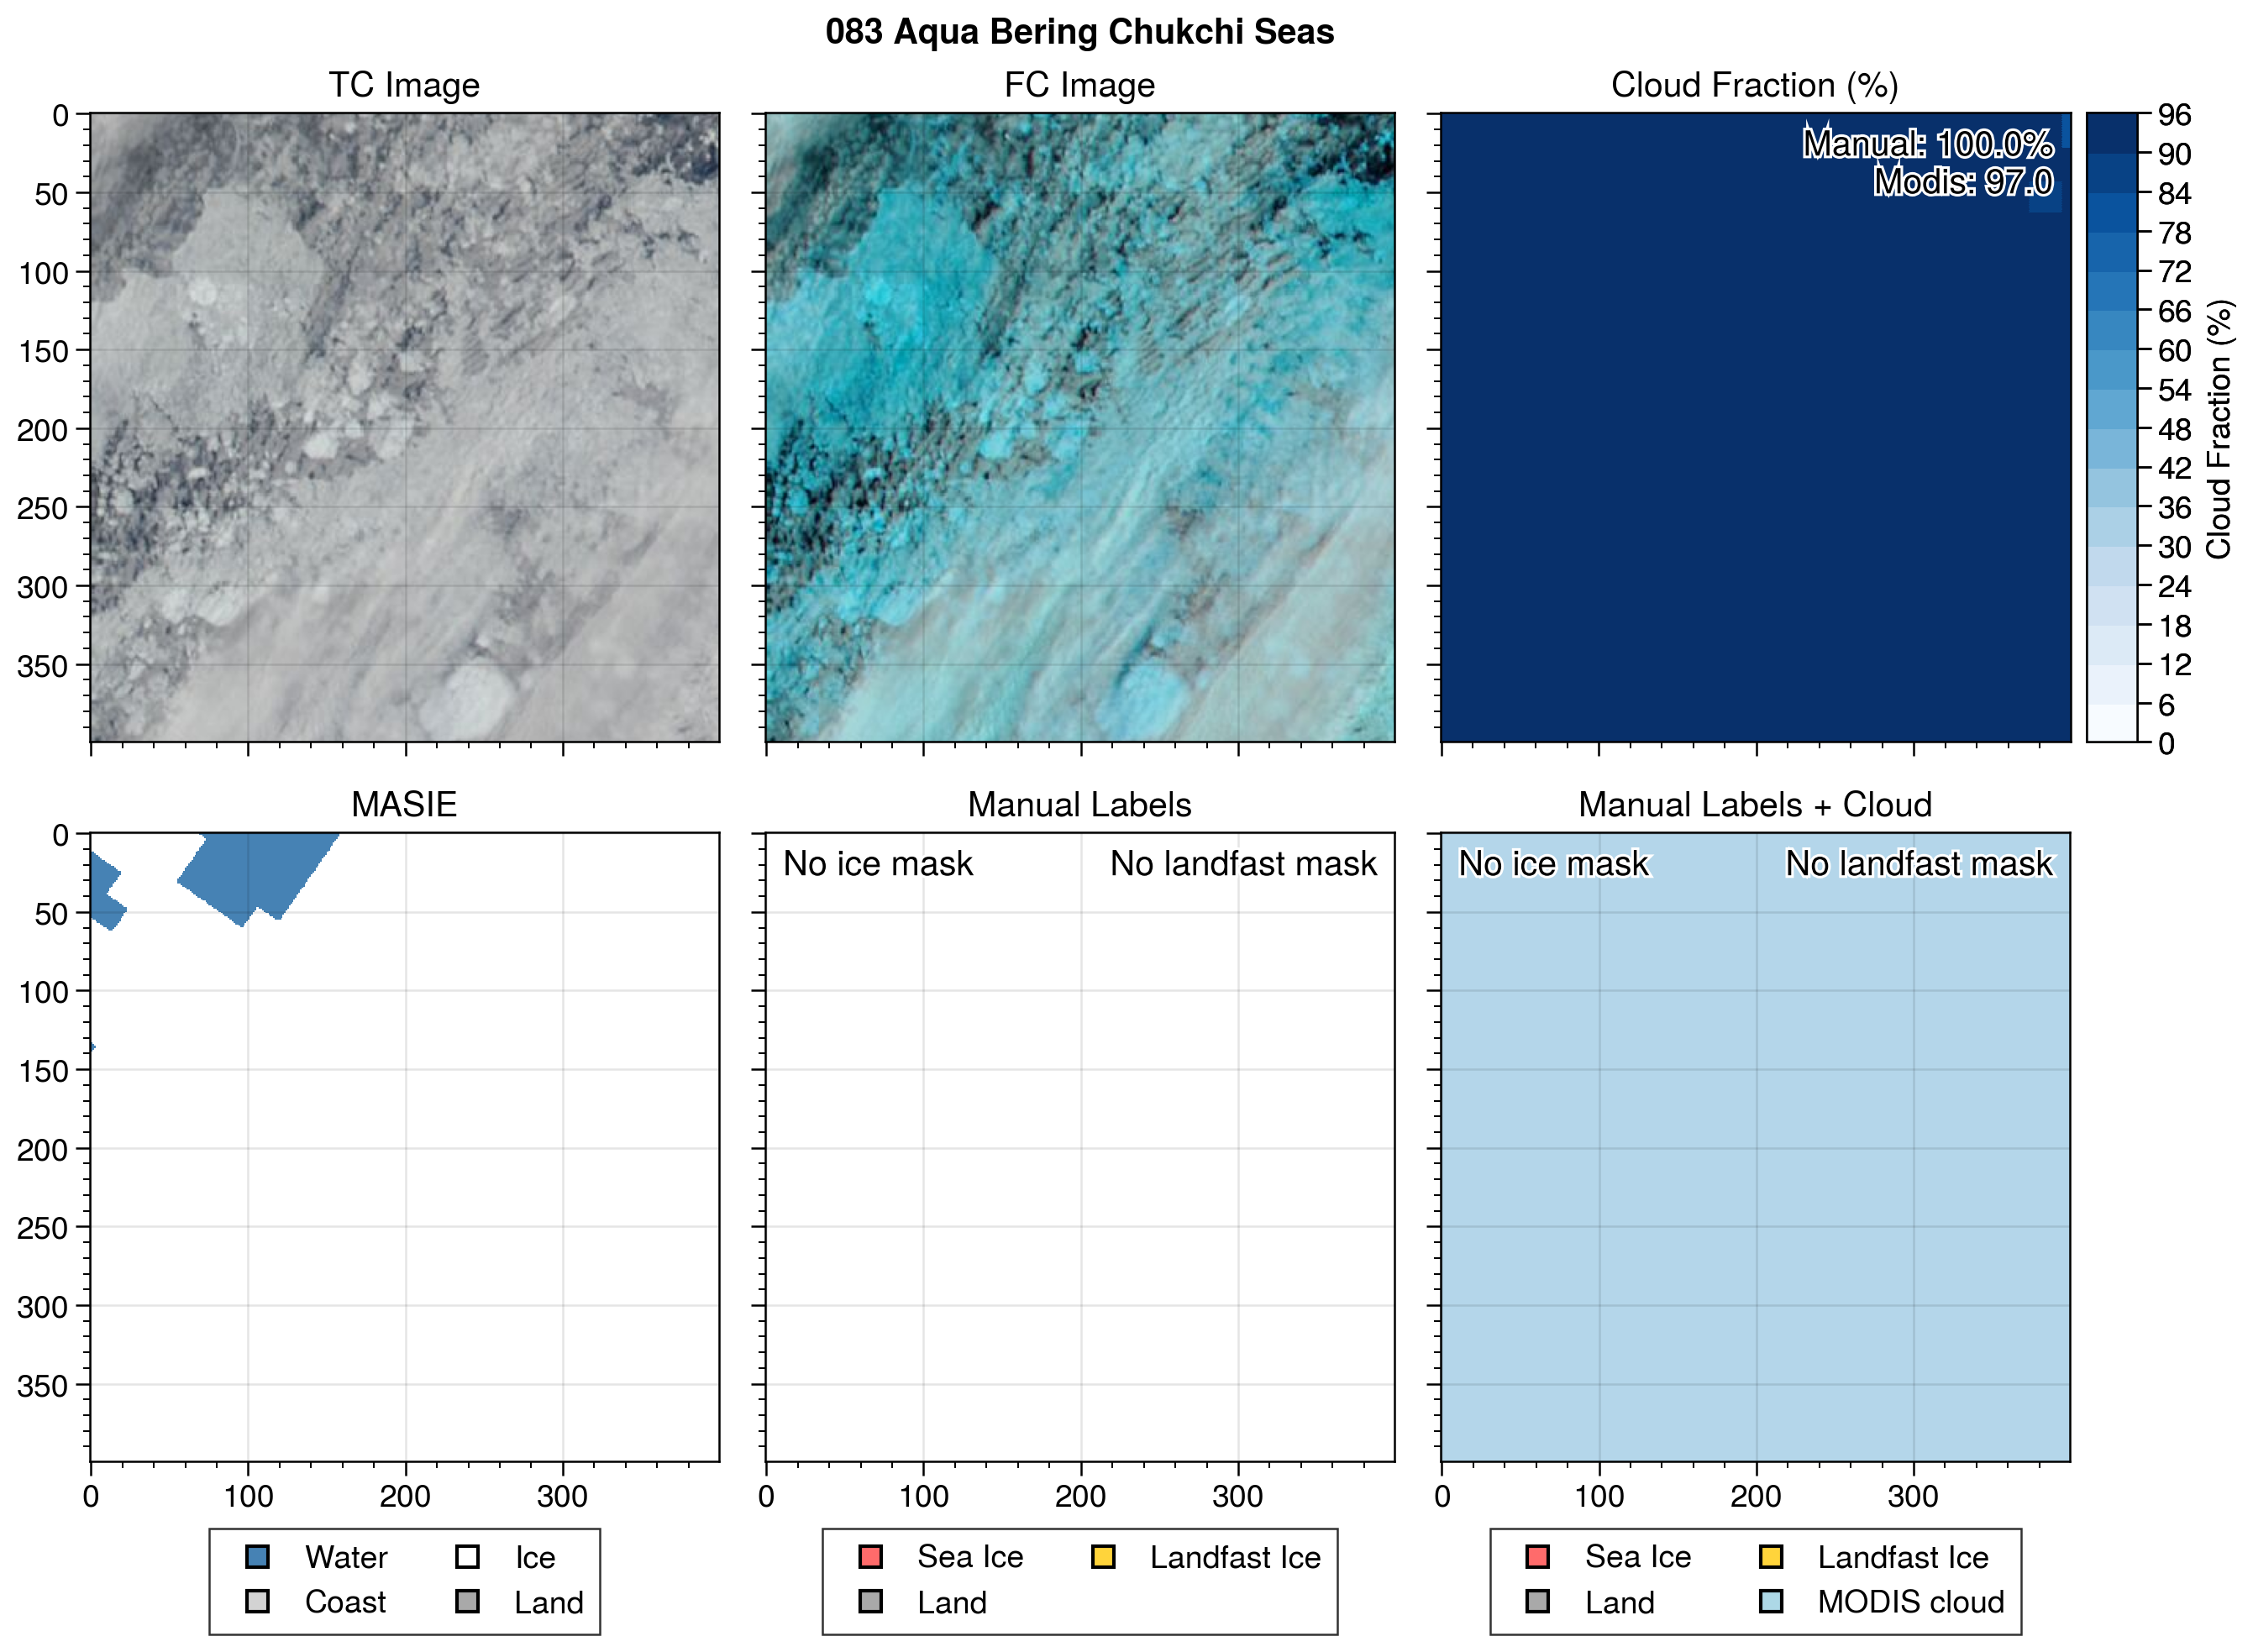 083 Aqua Bering Chukchi Seas
TC Image
FC Image
Cloud Fraction (%)
0
50
100
150
200
250
300
350
Manual: 100.0%
Modis: 97.0
96
90
84
78
72
66
60
54
48
42
36
30
24
18
12
6
0
Cloud Fraction (%)
MASIE
Manual Labels
Manual Labels + Cloud
0
50
100
150
200
250
300
350
No ice mask
No landfast mask
No ice mask
No landfast mask
0 100 200 300
0 100 200 300
0 100 200 300
Water Ice
Coast Land
Sea Ice Landfast Ice
Land
Sea Ice Landfast Ice
Land MODIS cloud